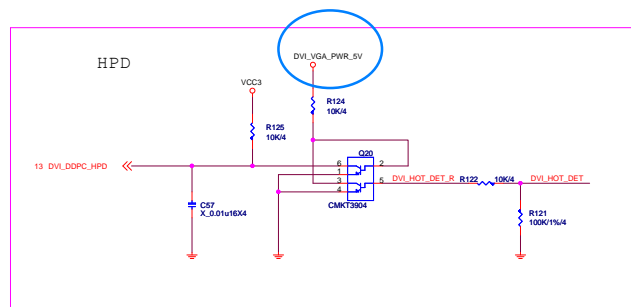 DVI_VGA_PWR_5V
HPD
VCC3
R124
10K/4
R125
10K/4
Q20
13 DVI_DDPC_HPD
6
2
1
3
5
DVI_HOT_DET_R
R122
10K/4
DVI_HOT_DET
4
C57
X_0.01u16X4
CMKT3904
R121
100K/1%/4